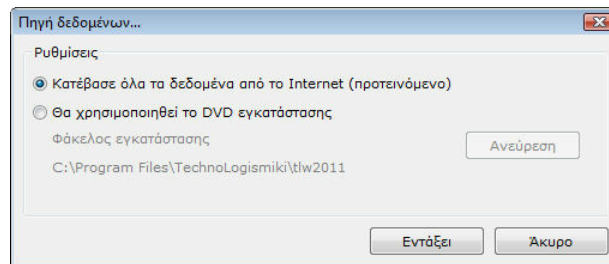 Πηγή δεδομένων...
Ρυθμίσεις
Κατέβασε όλα τα δεδομένα από το Internet (προτεινόμενο)
Θα χρησιμοποιηθεί το DVD εγκατάστασης
Φάκελος εγκατάστασης
Ανεύρεση
C:\Program Files\TechnoLogismiki\tlw2011
Εντάξει Άκυρο